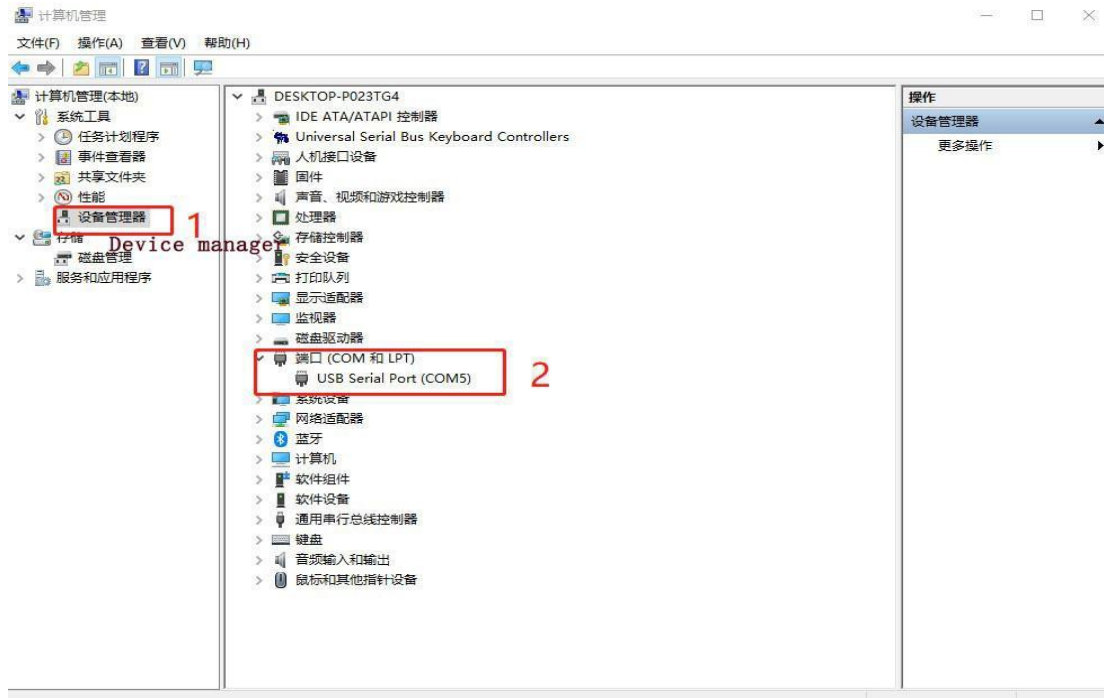 计算机管理
文件(F) 操作(A) 查看(V) 帮助(H)
计算机管理(本地)
系统工具
任务计划程序
事件查看器
共享文件夹
性能
设备管理器
1
存储
Device manager
磁盘管理
服务和应用程序
DESKTOP-P023TG4
IDE ATA/ATAPI 控制器
Universal Serial Bus Keyboard Controllers
人机接口设备
固件
声音、视频和游戏控制器
处理器
存储控制器
安全设备
打印队列
显示适配器
监视器
磁盘驱动器
端口 (COM 和 LPT)
USB Serial Port (COM5)
2
系统设备
网络适配器
蓝牙
计算机
软件组件
软件设备
通用串行总线控制器
键盘
音频输入和输出
鼠标和其他指针设备
操作
设备管理器
更多操作